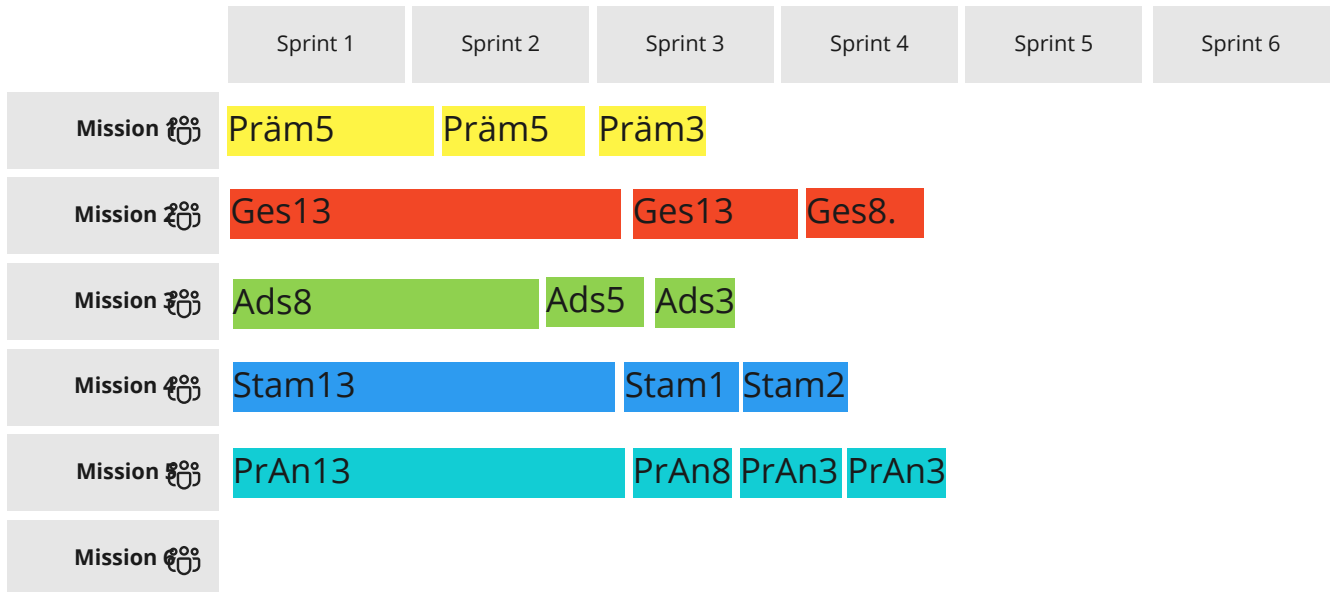 Sprint 1 Sprint 2 Sprint 3 Sprint 4 Sprint 5 Sprint 6
Mission 1 Präm5 Präm5 Präm3
Mission 2 Ges13 Ges13 Ges8.
Mission 3 Ads8 Ads5 Ads3
Mission 4 Stam13 Stam1 Stam2
Mission 5 PrAn13 PrAn8 PrAn3 PrAn3
Mission 6